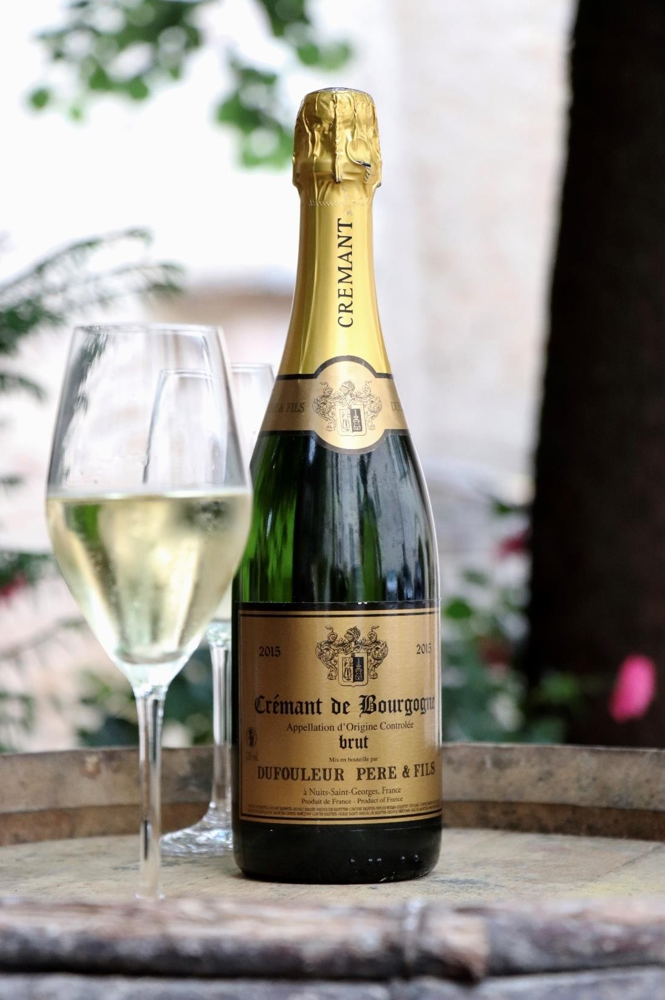 CREMANT
& FILS
2015
2015
Crémant de Bourgogne
Appellation d'Origine Controlée
brut
Mis en bouteille par
DUFOULEUR PERE & FILS
à Nuits-Saint-Georges, France
Produit de France - Product of France